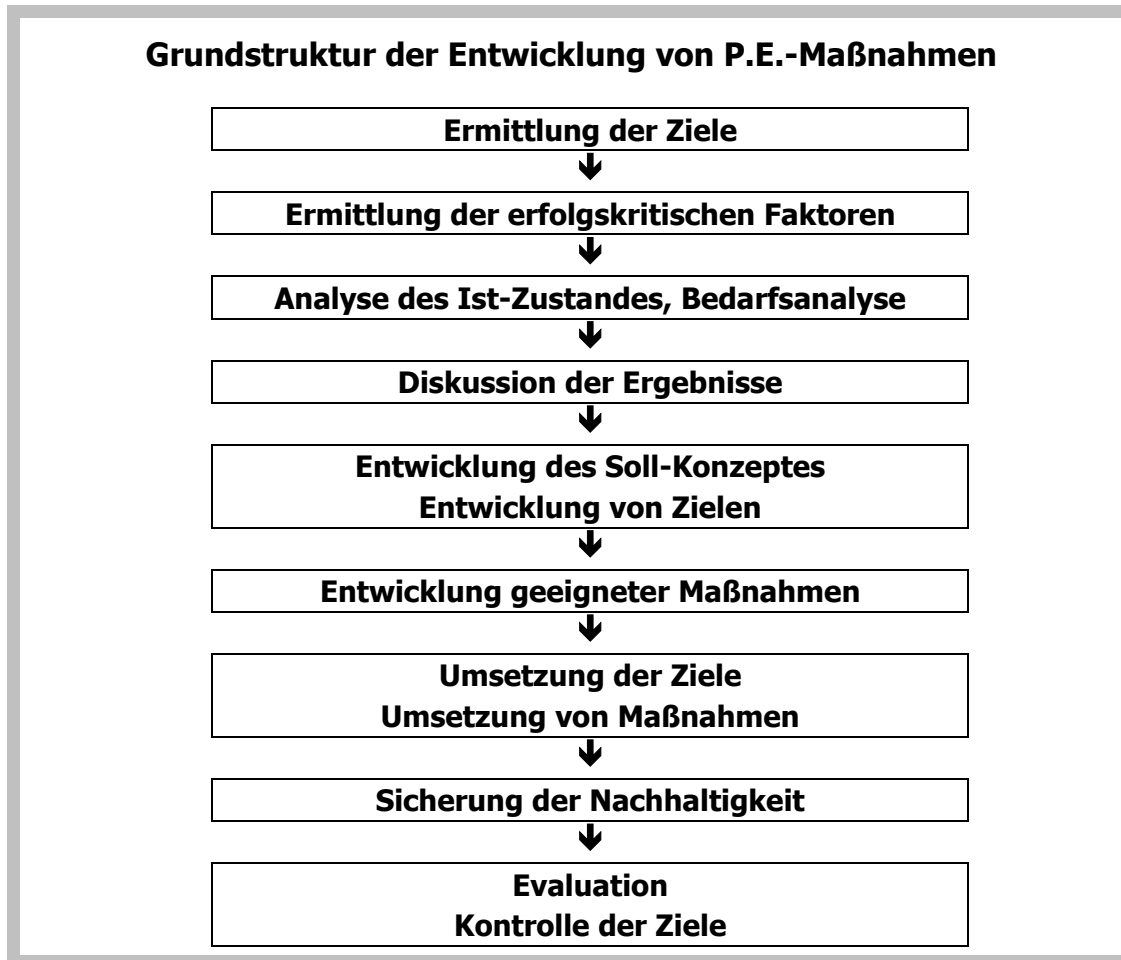 Grundstruktur der Entwicklung von P.E.-Maßnahmen
Ermittlung der Ziele
Ermittlung der erfolgskritischen Faktoren
Analyse des Ist-Zustandes, Bedarfsanalyse
Diskussion der Ergebnisse
Entwicklung des Soll-Konzeptes
Entwicklung von Zielen
Entwicklung geeigneter Maßnahmen
Umsetzung der Ziele
Umsetzung von Maßnahmen
Sicherung der Nachhaltigkeit
Evaluation
Kontrolle der Ziele